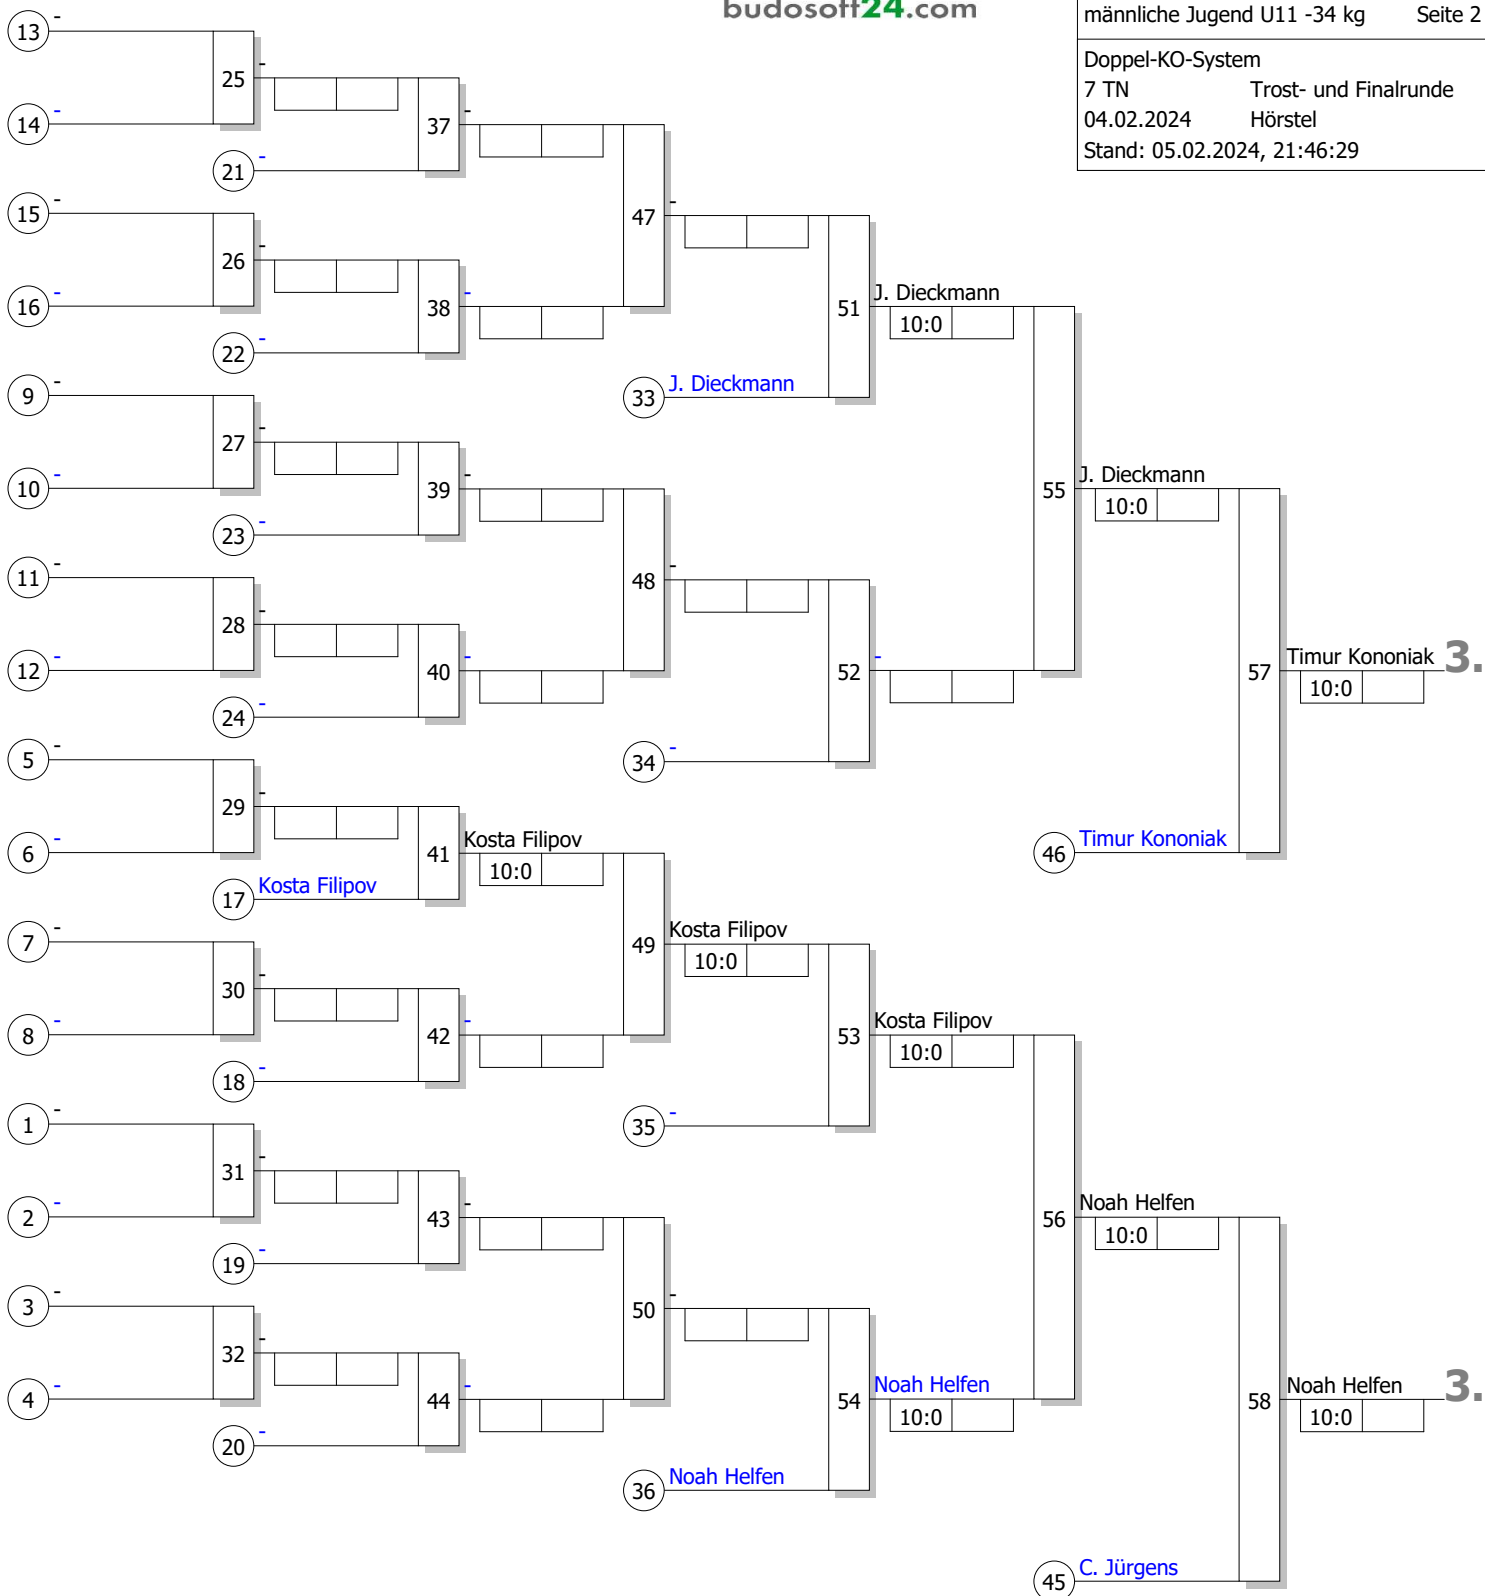 budosoft24.com
männliche Jugend U11 -34 kg Seite 2
Doppel-KO-System
7 TN Trost- und Finalrunde
04.02.2024 Hörstel
Stand: 05.02.2024, 21:46:29
13 -
25 -
14 -
37 -
21 -
15 -
47 -
26 -
16 -
38 -
51 J. Dieckmann
10:0
22 -
33 J. Dieckmann
9 -
27 -
10 -
39 -
55 J. Dieckmann
10:0
23 -
11 -
48 -
28 -
12 -
40 -
52 -
57 Timur Kononiak 3.
10:0
24 -
5 -
34 -
29 -
6 -
41 Kosta Filipov
10:0
46 Timur Kononiak
17 Kosta Filipov
7 -
49 Kosta Filipov
10:0
30 -
8 -
42 -
53 Kosta Filipov
10:0
18 -
1 -
35 -
31 -
2 -
43 -
56 Noah Helfen
10:0
19 -
3 -
50 -
32 -
4 -
44 -
54 Noah Helfen
10:0
58 Noah Helfen 3.
10:0
20 -
36 Noah Helfen
45 C. Jürgens